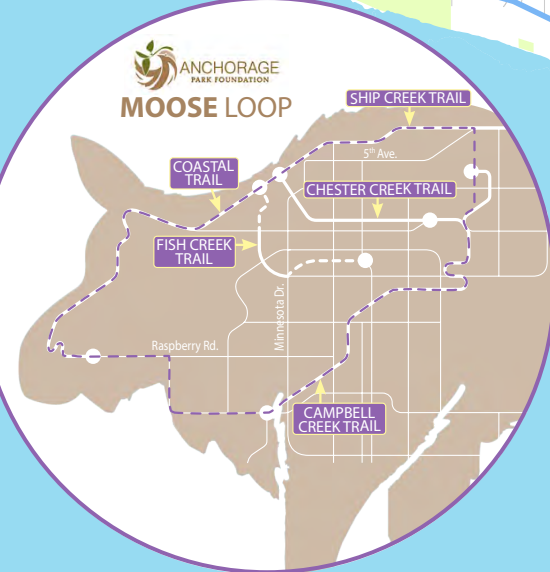 ANCHORAGE
PARK FOUNDATION
MOOSE LOOP
SHIP CREEK TRAIL
5th Ave.
COASTAL
TRAIL
CHESTER CREEK TRAIL
FISH CREEK
TRAIL
Minnesota Dr.
Raspberry Rd.
CAMPBELL
CREEK TRAIL